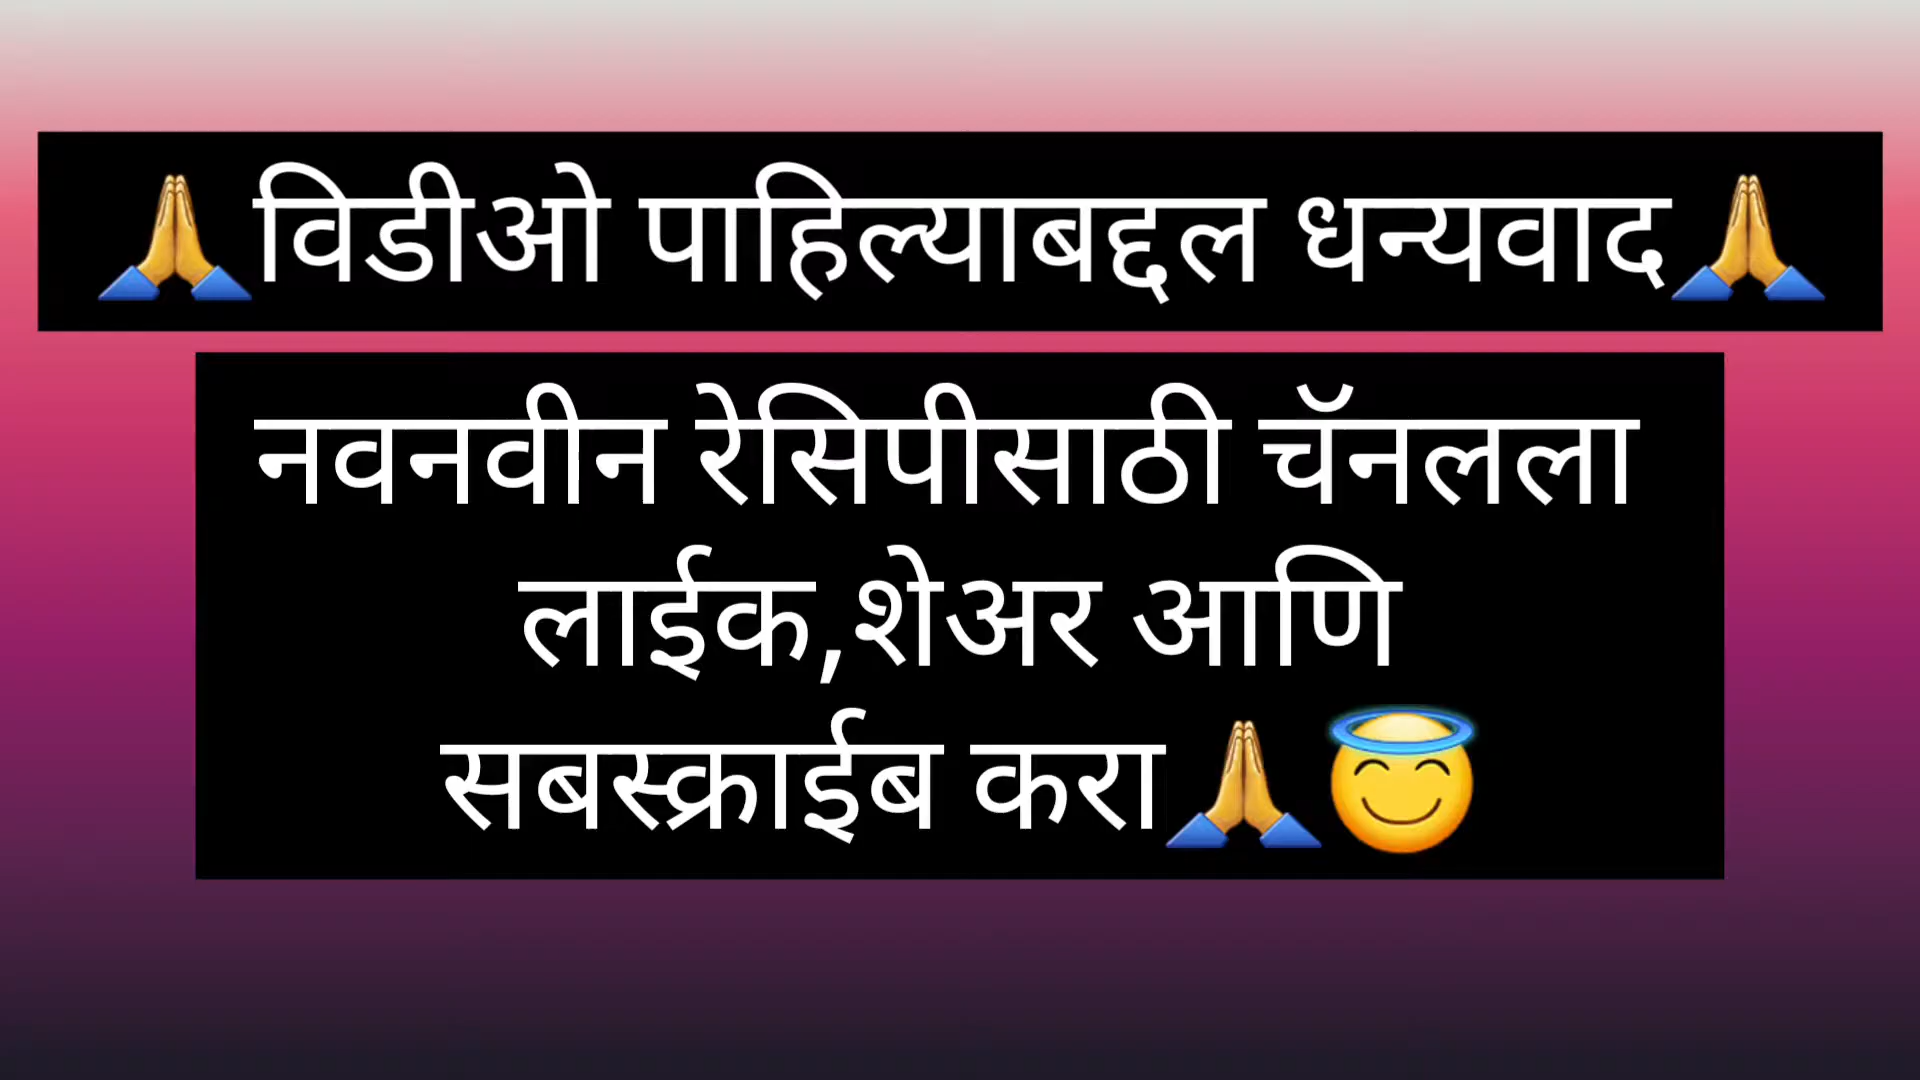 🙏विडीओ पाहिल्याबद्दल धन्यवाद🙏
नवनवीन रेसिपीसाठी चॅनलला
लाईक,शेअर आणि
सबस्क्राईब करा🙏😇